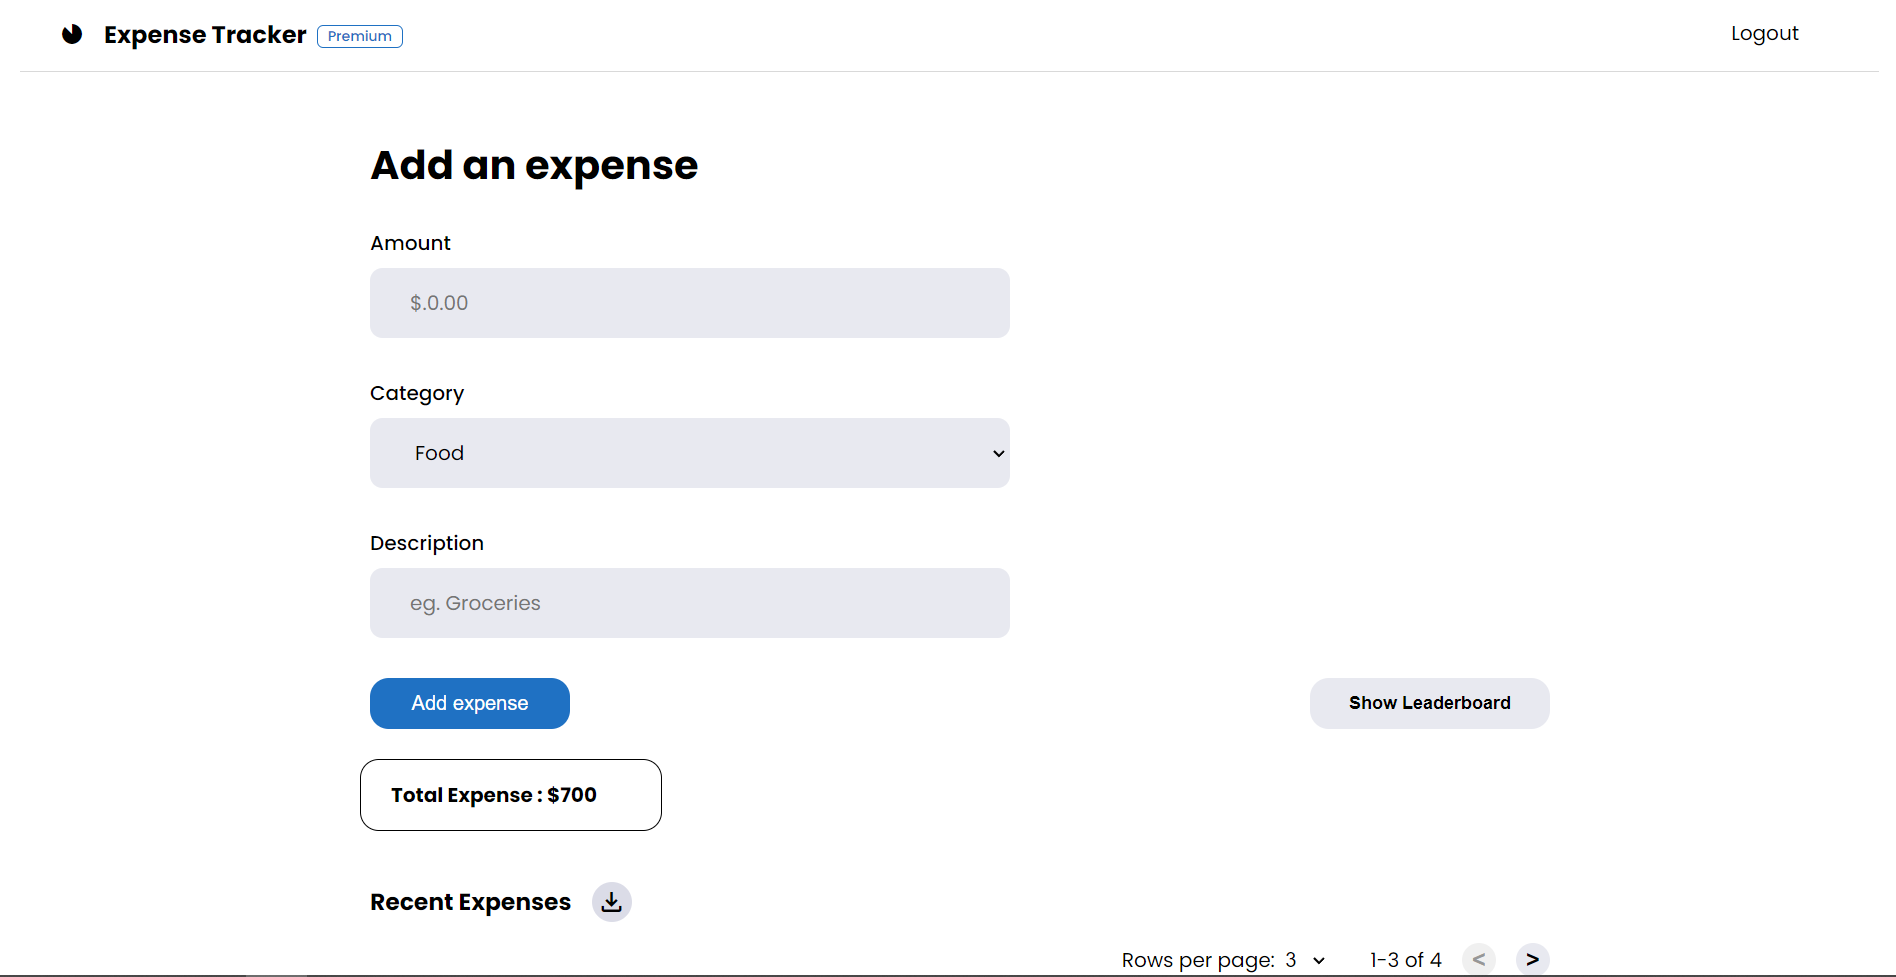 Expense Tracker Premium Logout
Add an expense
Amount
$.0.00
Category
Food
Description
eg. Groceries
Add expense Show Leaderboard
Total Expense : $700
Recent Expenses
Rows per page: 3 1-3 of 4 < >